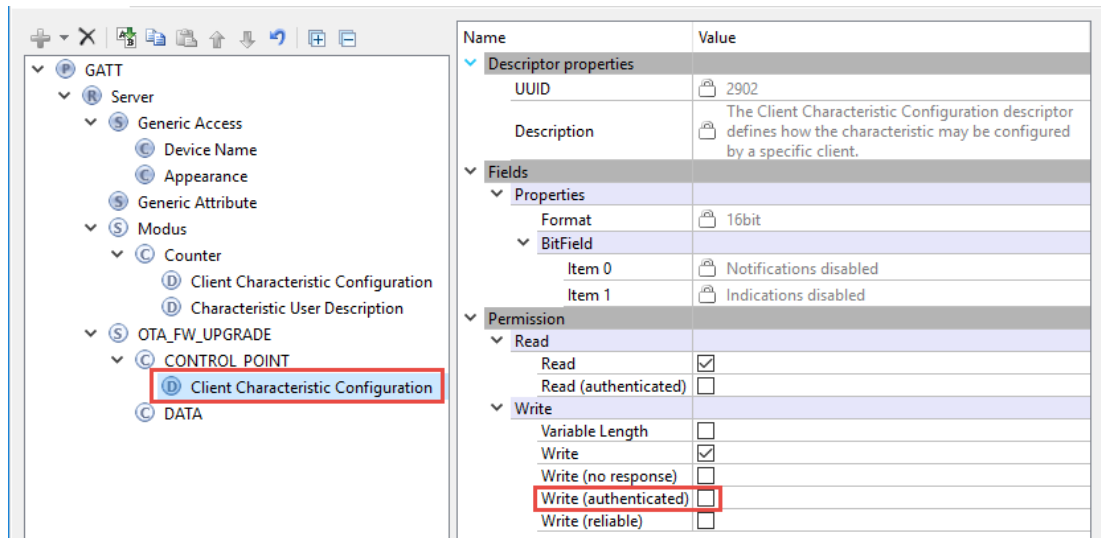 Name Value
P GATT
Descriptor properties
R Server
UUID 2902
S Generic Access
The Client Characteristic Configuration descriptor
Description defines how the characteristic may be configured
by a specific client.
C Device Name
C Appearance
Fields
S Generic Attribute
Properties
S Modus
Format 16bit
C Counter
BitField
D Client Characteristic Configuration
Item 0 Notifications disabled
D Characteristic User Description
Item 1 Indications disabled
S OTA_FW_UPGRADE
Permission
C CONTROL POINT
Read
D Client Characteristic Configuration
Read
Read (authenticated)
C DATA
Write
Variable Length
Write
Write (no response)
Write (authenticated)
Write (reliable)